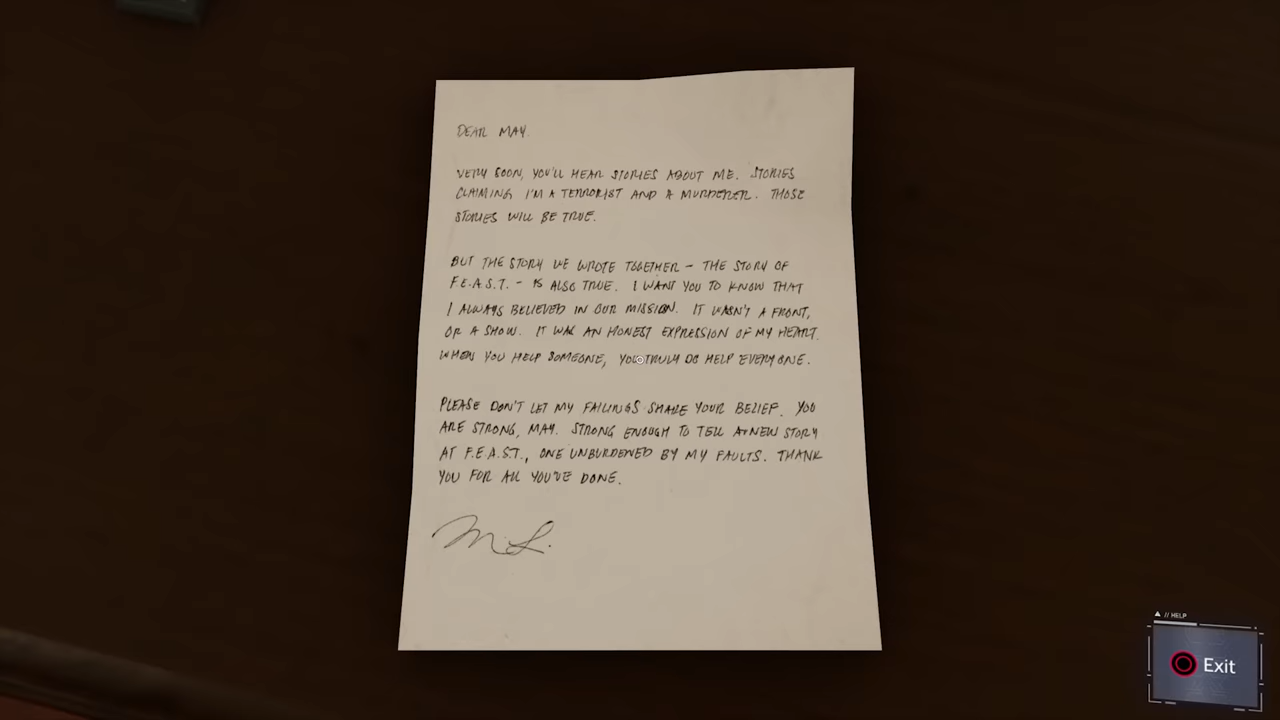 DEAR MAY.
VERY SOON, YOU'LL HEAR STORIES ABOUT ME. STORIES
CLAIMING I'M A TERRORIST AND A MURDERER. THOSE
STORIES WILL BE TRUE.
BUT THE STORY WE WROTE TOGETHER - THE STORY OF
F.E.A.S.T. - IS ALSO TRUE. I WANT YOU TO KNOW THAT
I ALWAYS BELIEVED IN OUR MISSION. IT WASN'T A FRONT,
OR A SHOW. IT WAS AN HONEST EXPRESSION OF MY HEART.
WHEN YOU HELP SOMEONE, YOU TRULY DO HELP EVERYONE.
PLEASE DON'T LET MY FAILINGS SHAKE YOUR BELIEF. YOU
ARE STRONG, MAY. STRONG ENOUGH TO TELL A NEW STORY
AT F.E.A.S.T., ONE UNBURDENED BY MY FAULTS. THANK
YOU FOR ALL YOU'VE DONE.
M.L.
// HELP
Exit